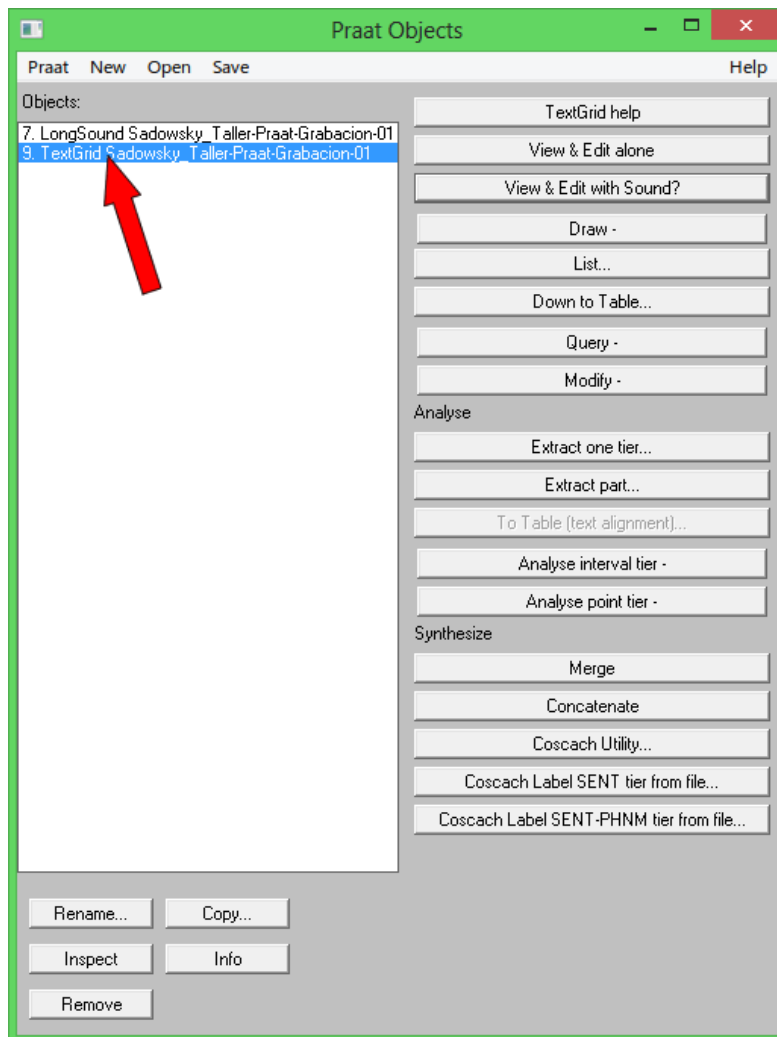 Praat Objects
Praat New Open Save Help
Objects:
7. LongSound Sadowsky_Taller-Praat-Grabacion-01
9. TextGrid Sadowsky_Taller-Praat-Grabacion-01
TextGrid help
View & Edit alone
View & Edit with Sound?
Draw -
List...
Down to Table...
Query -
Modify -
Analyse
Extract one tier...
Extract part...
To Table (text alignment)...
Analyse interval tier -
Analyse point tier -
Synthesize
Merge
Concatenate
Coscach Utility...
Coscach Label SENT tier from file...
Coscach Label SENT-PHNM tier from file...
Rename... Copy...
Inspect Info
Remove